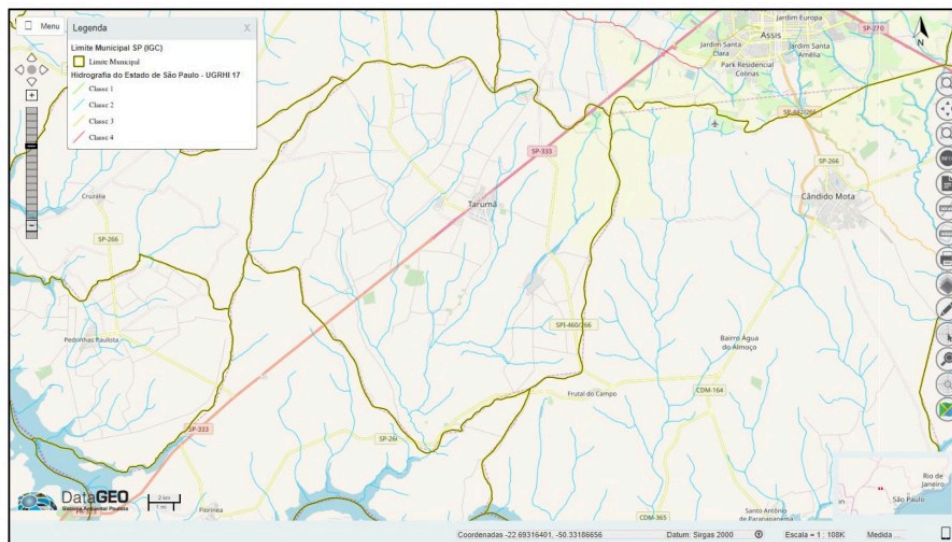 Menu
Legenda
X
Limite Municipal SP (IGC)
Limite Municipal
Hidrografia do Estado de São Paulo - UGRHI 17
Classe 1
Classe 2
Classe 3
Classe 4
Jardim Europa
SP-270
Jardim Santa Clara
Assis
Jardim Santa Amélia
Park Residencial Colinas
N
SP-333
SP-266
Cruzália
Tarumã
Cândido Mota
SP-266
SPI-460/266
Pedrinhas Paulista
Bairro Água do Almoço
Frutal do Campo
CDM-164
SP-333
SP-266
Florínea
CDM-365
Santo Antônio do Paranapanema
Rio de Janeiro
São Paulo
DataGEO
Sistema Ambiental Paulista
2 km
1 mi
Coordenadas -22.69316401, -50.33186656
Datum: Sirgas 2000
Escala = 1 : 108K
Medida ...